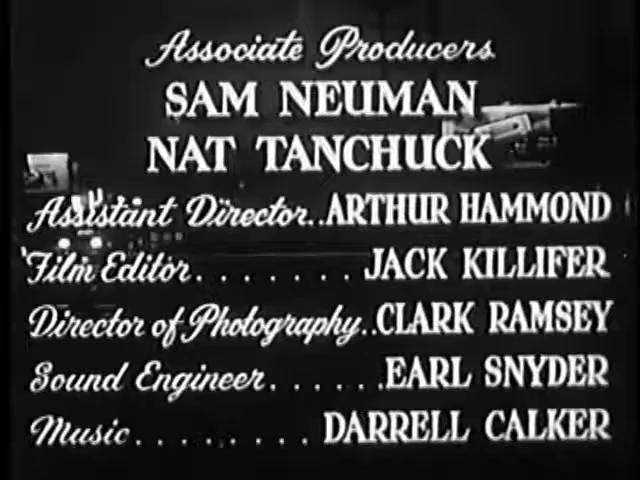 Associate Producers
SAM NEUMAN
NAT TANCHUCK
Assistant Director..ARTHUR HAMMOND
Film Editor.......JACK KILLIFER
Director of Photography..CLARK RAMSEY
Sound Engineer......EARL SNYDER
Music.........DARRELL CALKER